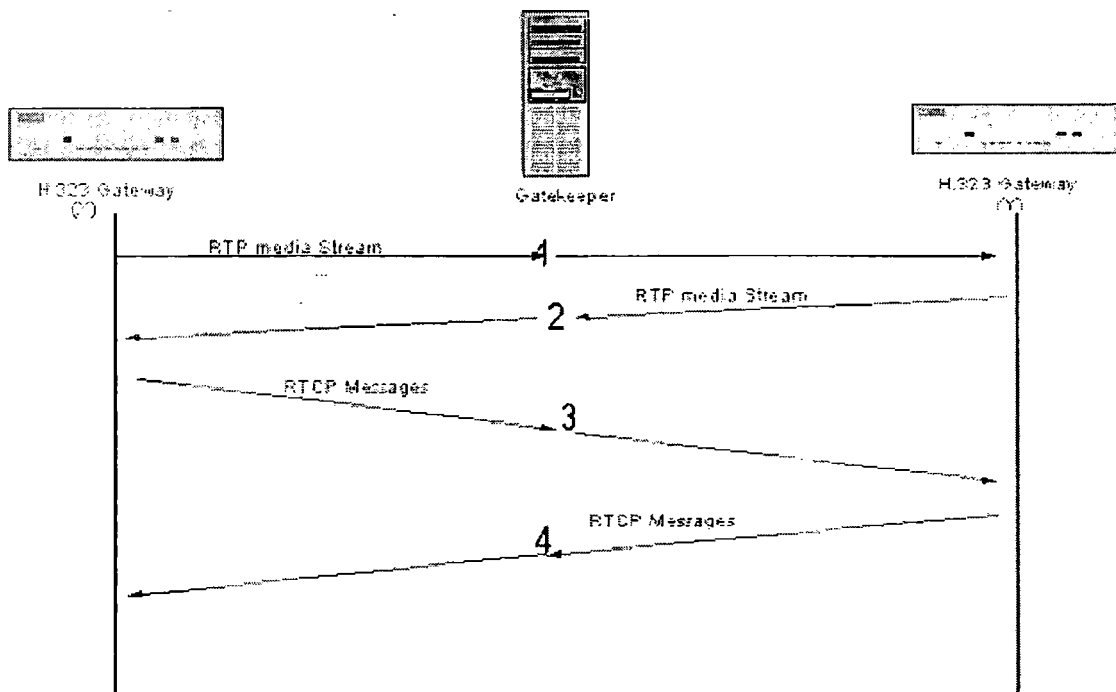 H.323 Gateway
Gatekeeper
H.323 Gateway
(Y)
RTP media Stream
1
...
RTP media Stream
2
RTCP Messages
3
RTCP Messages
4